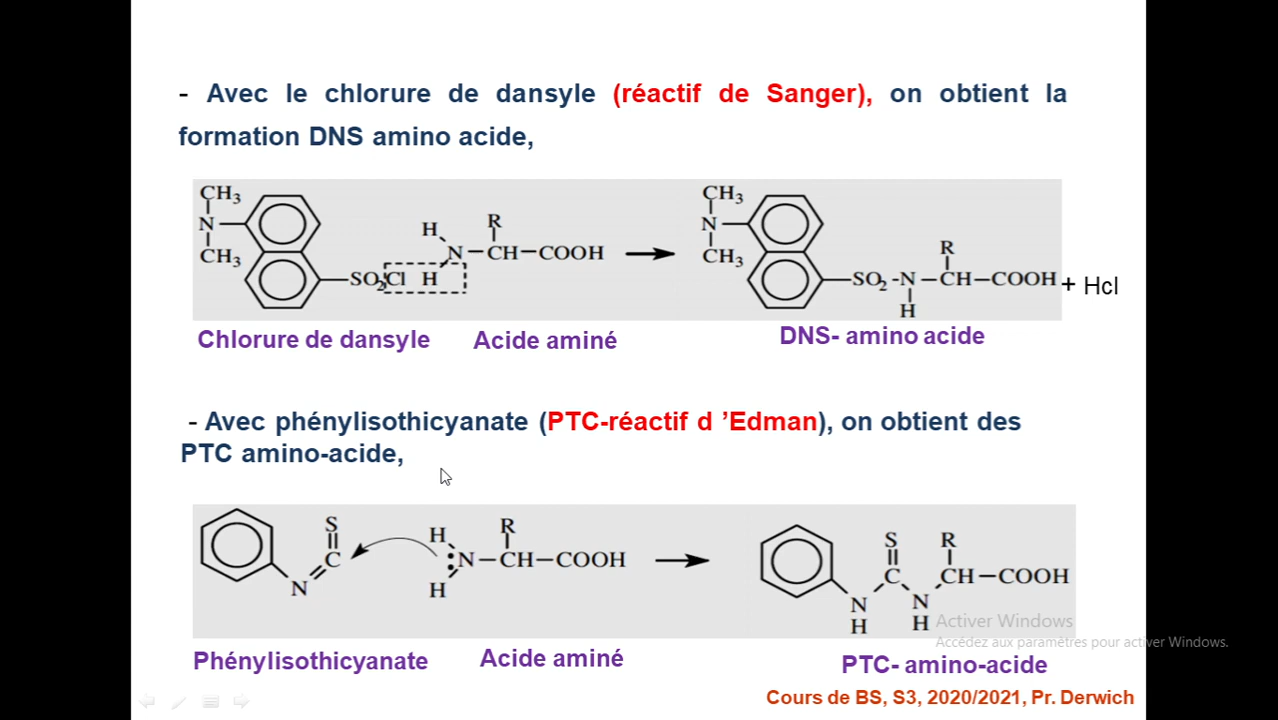 - Avec le chlorure de dansyle (réactif de Sanger), on obtient la
formation DNS amino acide,
CH3
N
CH3
SO2Cl H
H
N-CH-COOH
R
CH3
N
CH3
SO2-N-CH-COOH + Hcl
R
H
Chlorure de dansyle Acide aminé DNS- amino acide
- Avec phénylisothicyanate (PTC-réactif d ’Edman), on obtient des
PTC amino-acide,
S
C
N
H R
:N-CH-COOH
H
S R
C CH-COOH
N N
H H
Activer Windows
Accédez aux paramètres pour activer Windows.
Phénylisothicyanate Acide aminé PTC- amino-acide
Cours de BS, S3, 2020/2021, Pr. Derwich